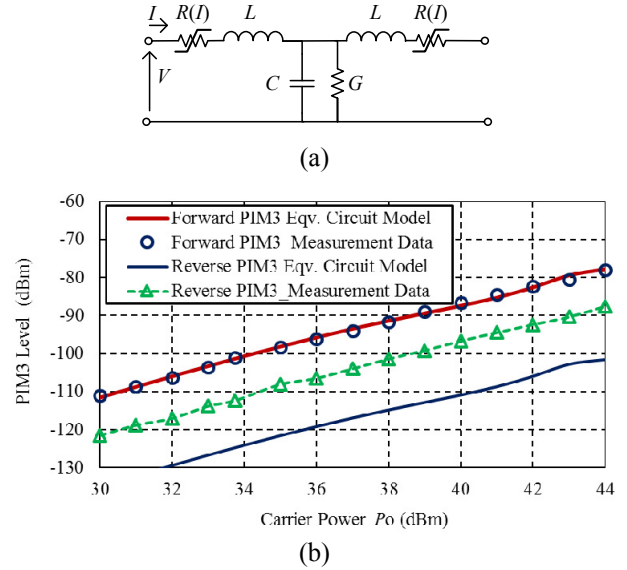 I R(I) L L R(I)
V C G
(a)
(b)
-60
-70
-80
-90
-100
-110
-120
-130
PIM3 Level (dBm)
Forward PIM3 Eqv. Circuit Model
Forward PIM3_Measurement Data
Reverse PIM3 Eqv. Circuit Model
Reverse PIM3_Measurement Data
30 32 34 36 38 40 42 44
Carrier Power Po (dBm)